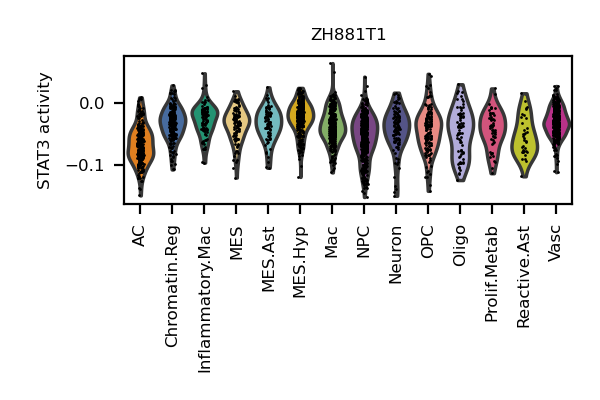 ZH881T1
STAT3 activity
0.0
−0.1
AC
Chromatin.Reg
Inflammatory.Mac
MES
MES.Ast
MES.Hyp
Mac
NPC
Neuron
OPC
Oligo
Prolif.Metab
Reactive.Ast
Vasc